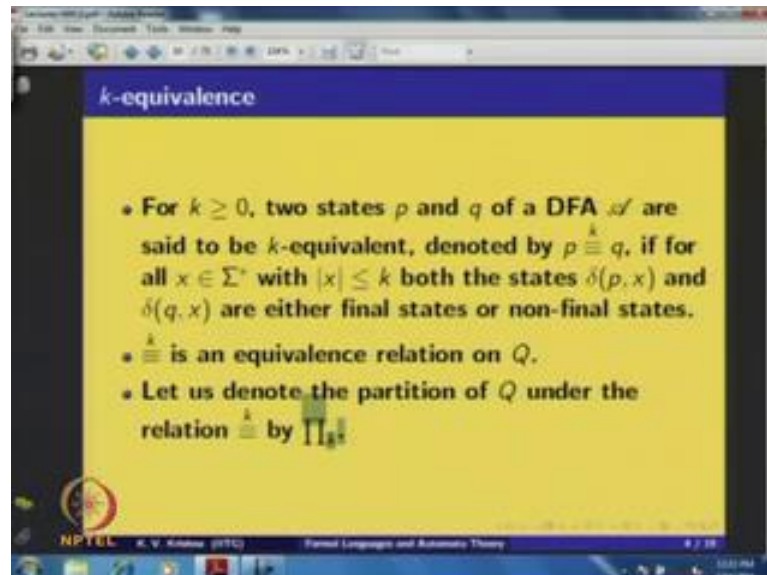 k-equivalence
• For k ≥ 0, two states p and q of a DFA 𝒜 are
said to be k-equivalent, denoted by p ≡ᵏ q, if for
all x ∈ Σ* with |x| ≤ k both the states δ(p, x) and
δ(q, x) are either final states or non-final states.
• ≡ᵏ is an equivalence relation on Q.
• Let us denote the partition of Q under the
relation ≡ᵏ by ∏ₖ.
NPTEL K. V. Krishna (IITG) Formal Languages and Automata Theory